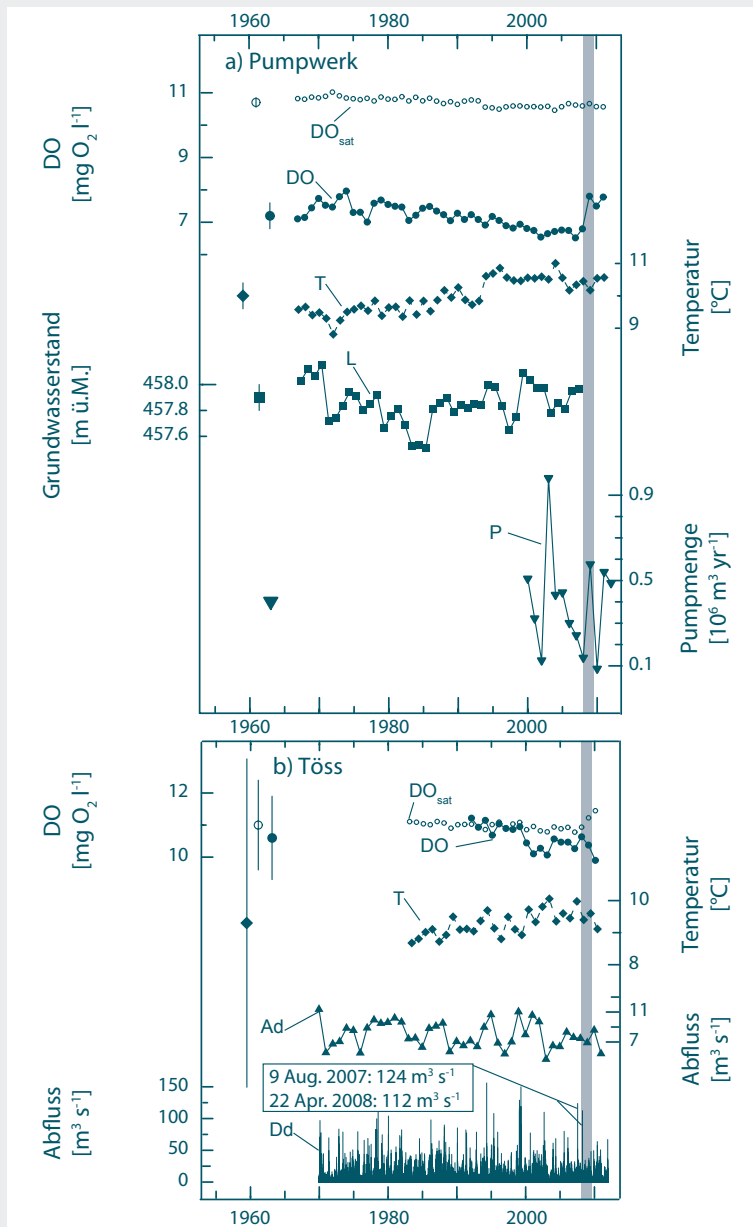 1960 1980 2000
a) Pumpwerk
11
9
7
DO
[mg O₂ l⁻¹]
DOsat
DO
11
9
Temperatur
[°C]
T
L
458.0
457.8
457.6
Grundwasserstand
[m ü.M.]
P
0.9
0.5
0.1
Pumpmenge
[10⁶ m³ yr⁻¹]
1960 1980 2000
b) Töss
12
10
DO
[mg O₂ l⁻¹]
DOsat
DO
T
10
8
Temperatur
[°C]
Ad
11
7
Abfluss
[m³ s⁻¹]
9 Aug. 2007: 124 m³ s⁻¹
22 Apr. 2008: 112 m³ s⁻¹
Dd
150
100
50
0
Abfluss
[m³ s⁻¹]
1960 1980 2000